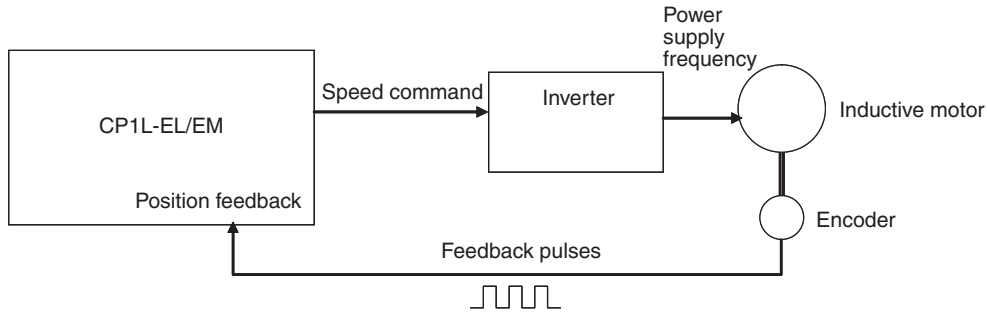 Power
supply
frequency
Speed command
Inverter
CP1L-EL/EM
Inductive motor
Position feedback
Encoder
Feedback pulses